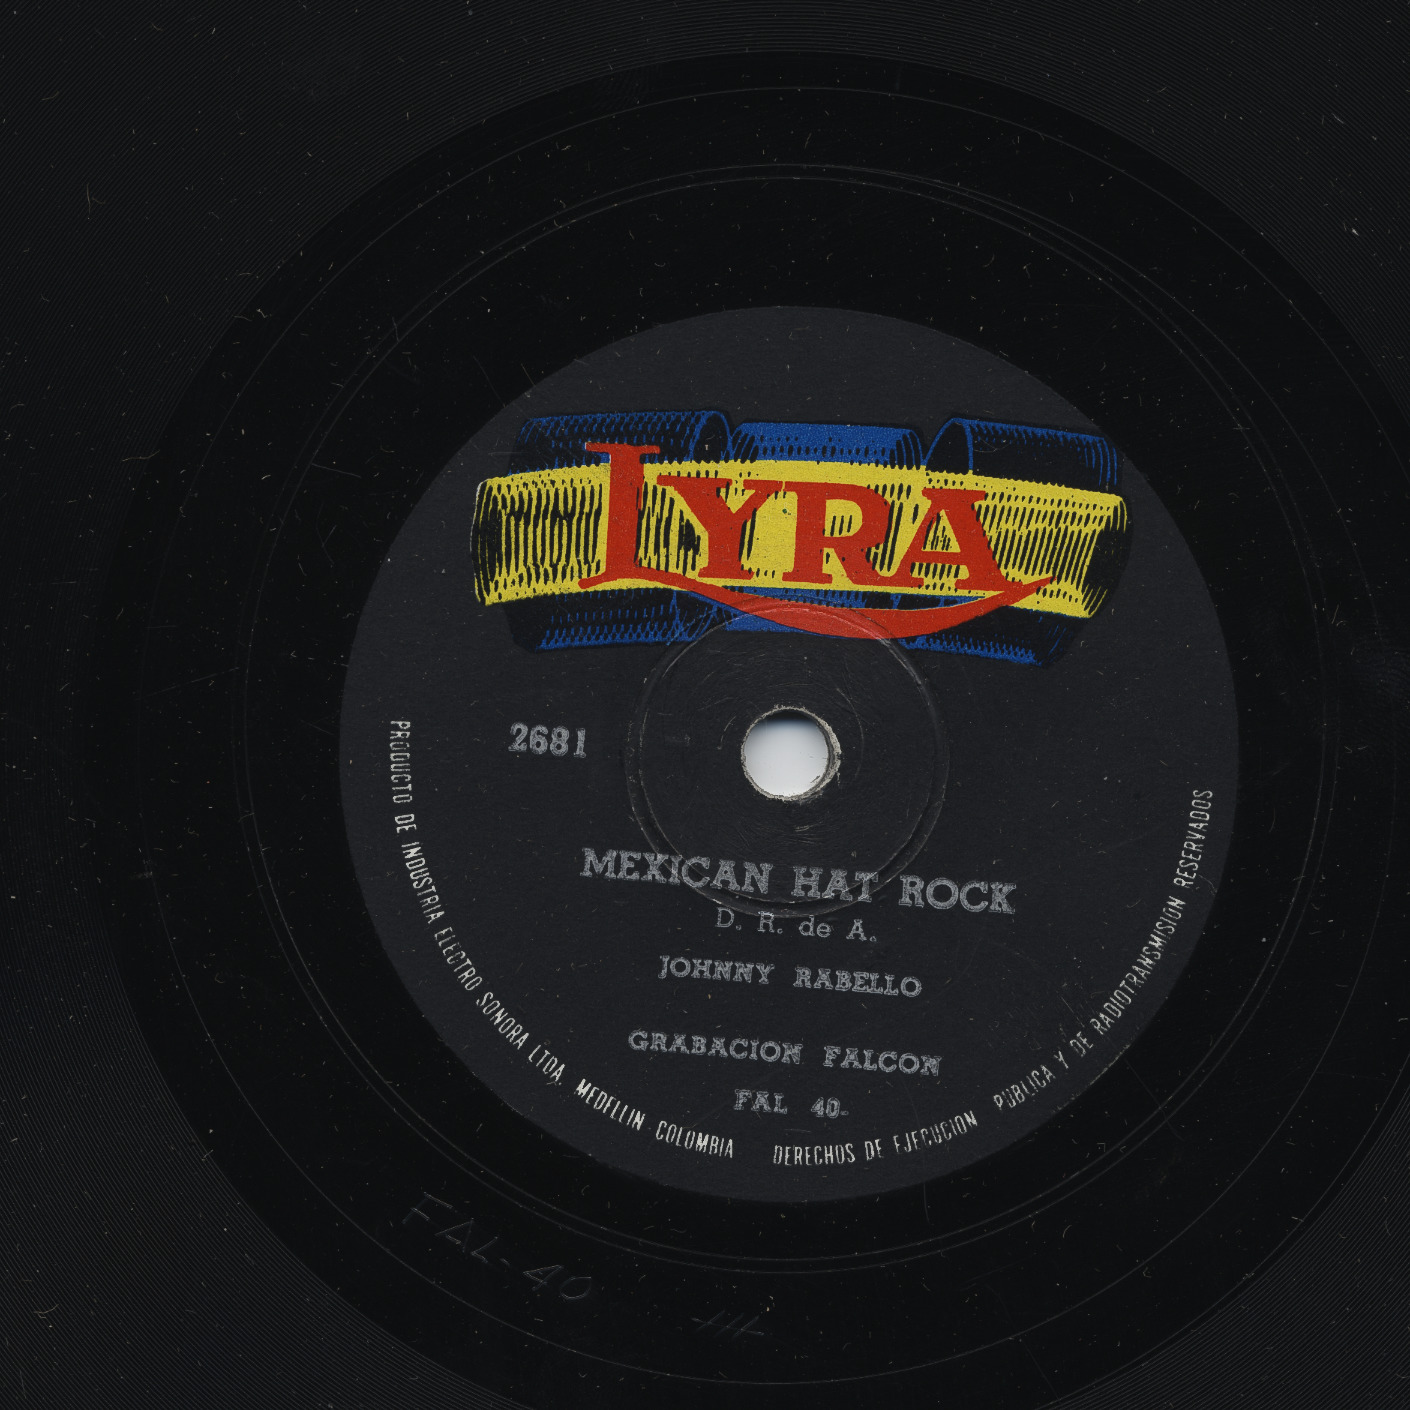 LYRA
2681
MEXICAN HAT ROCK
D. R. de A.
JOHNNY RABELLO
GRABACION FALCON
FAL 40-
PRODUCTO DE INDUSTRIA ELECTRO SONORA LTDA. MEDELLIN COLOMBIA DERECHOS DE EJECUCION PUBLICA Y DE RADIOTRANSMISION RESERVADOS
FAL-40